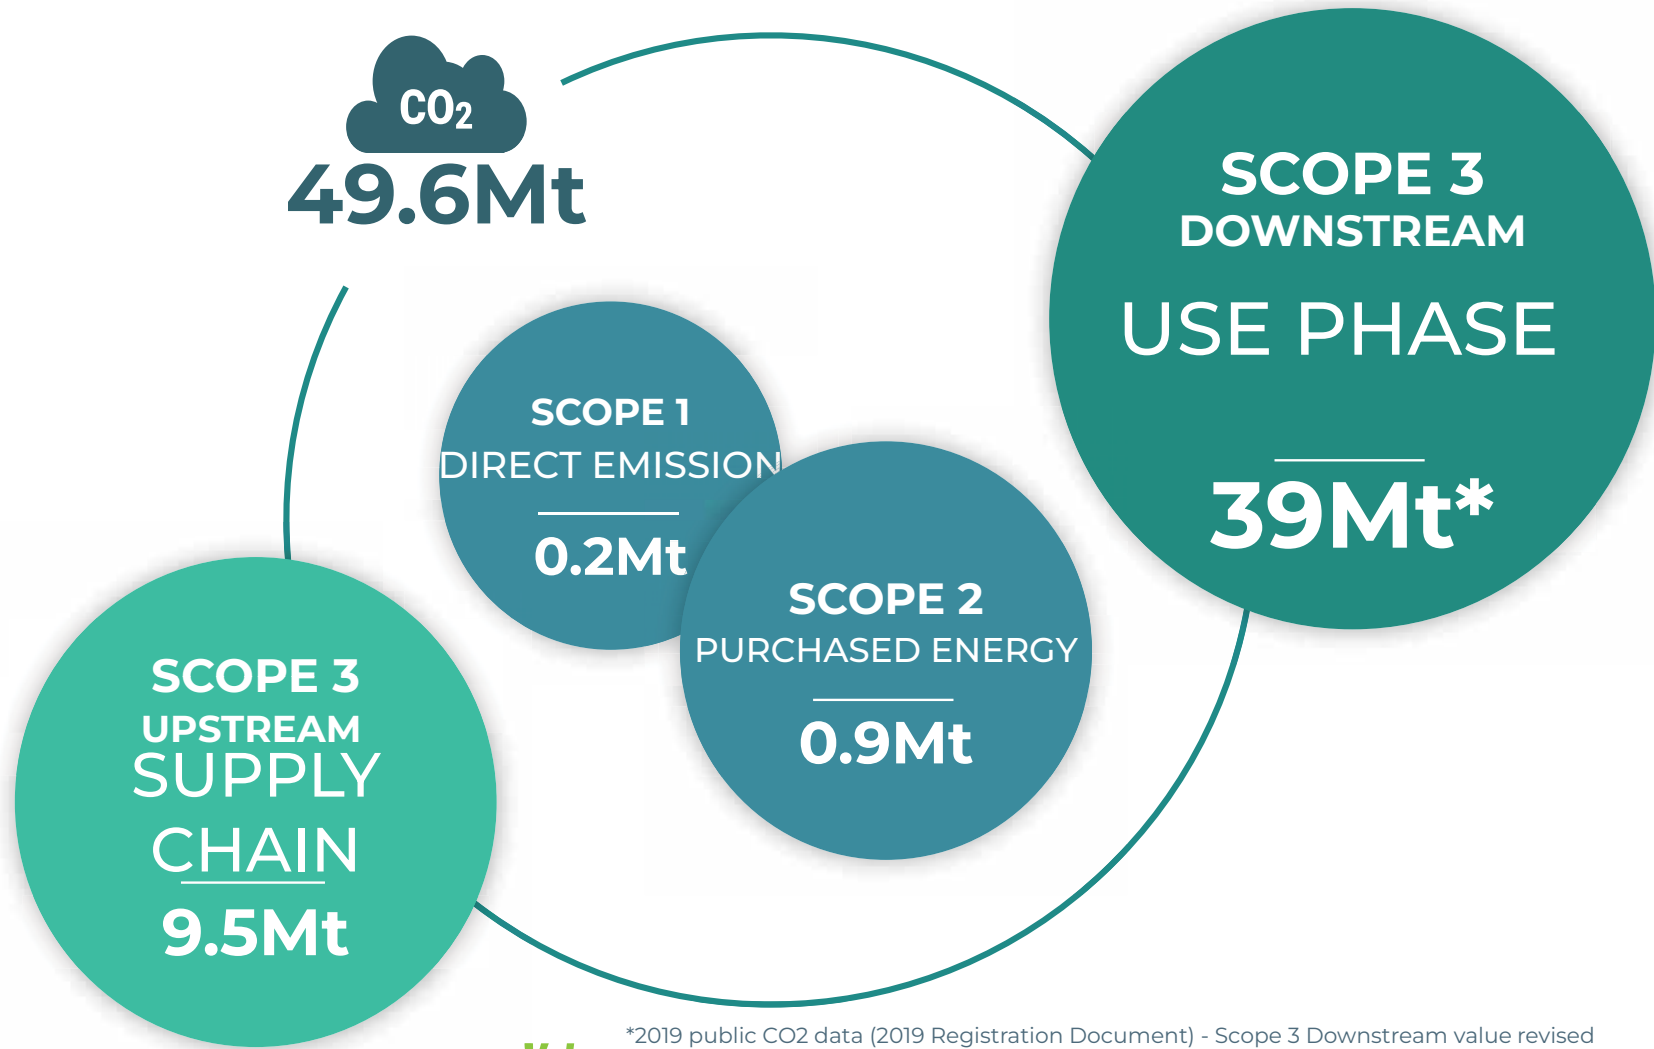 CO₂
49.6Mt
SCOPE 3
DOWNSTREAM
USE PHASE
39Mt*
SCOPE 1
DIRECT EMISSION
0.2Mt
SCOPE 2
PURCHASED ENERGY
0.9Mt
SCOPE 3
UPSTREAM
SUPPLY
CHAIN
9.5Mt
*2019 public CO2 data (2019 Registration Document) - Scope 3 Downstream value revised